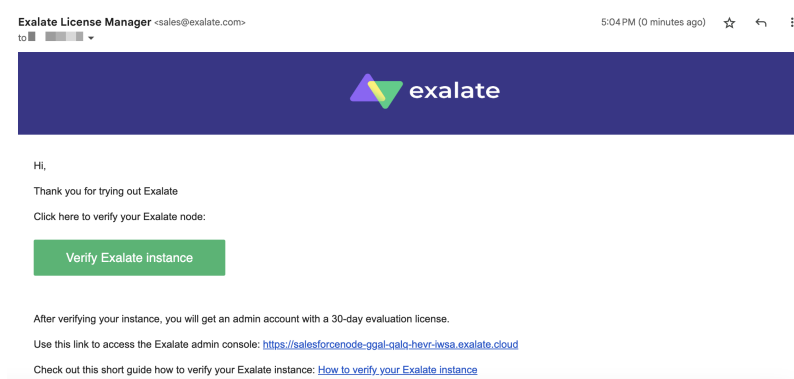 Exalate License Manager <sales@exalate.com> 5:04 PM (0 minutes ago)
to
exalate
Hi,
Thank you for trying out Exalate
Click here to verify your Exalate node:
Verify Exalate instance
After verifying your instance, you will get an admin account with a 30-day evaluation license.
Use this link to access the Exalate admin console: https://salesforcenode-ggal-qalq-hevr-iwsa.exalate.cloud
Check out this short guide how to verify your Exalate instance: How to verify your Exalate instance